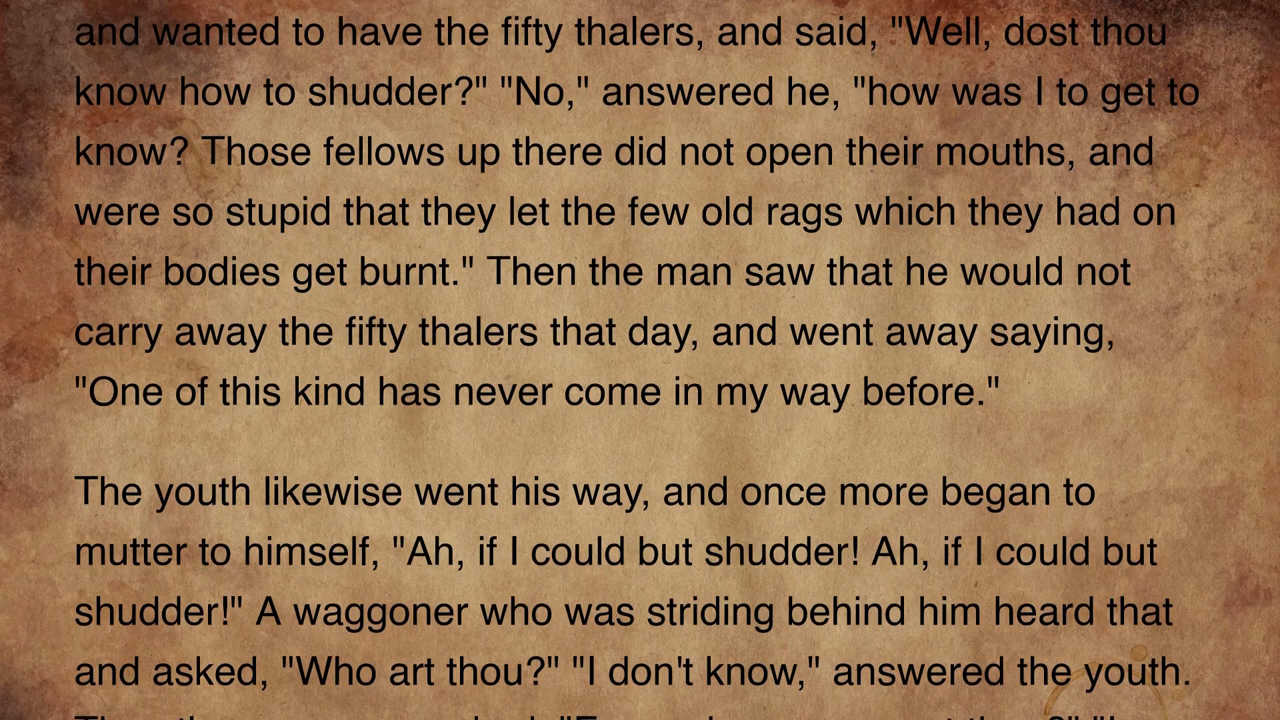 and wanted to have the fifty thalers, and said, "Well, dost thou
know how to shudder?" "No," answered he, "how was I to get to
know? Those fellows up there did not open their mouths, and
were so stupid that they let the few old rags which they had on
their bodies get burnt." Then the man saw that he would not
carry away the fifty thalers that day, and went away saying,
"One of this kind has never come in my way before."
The youth likewise went his way, and once more began to
mutter to himself, "Ah, if I could but shudder! Ah, if I could but
shudder!" A waggoner who was striding behind him heard that
and asked, "Who art thou?" "I don't know," answered the youth.